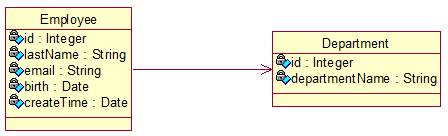 Employee
id : Integer
lastName : String
email : String
birth : Date
createTime : Date
Department
id : Integer
departmentName : String